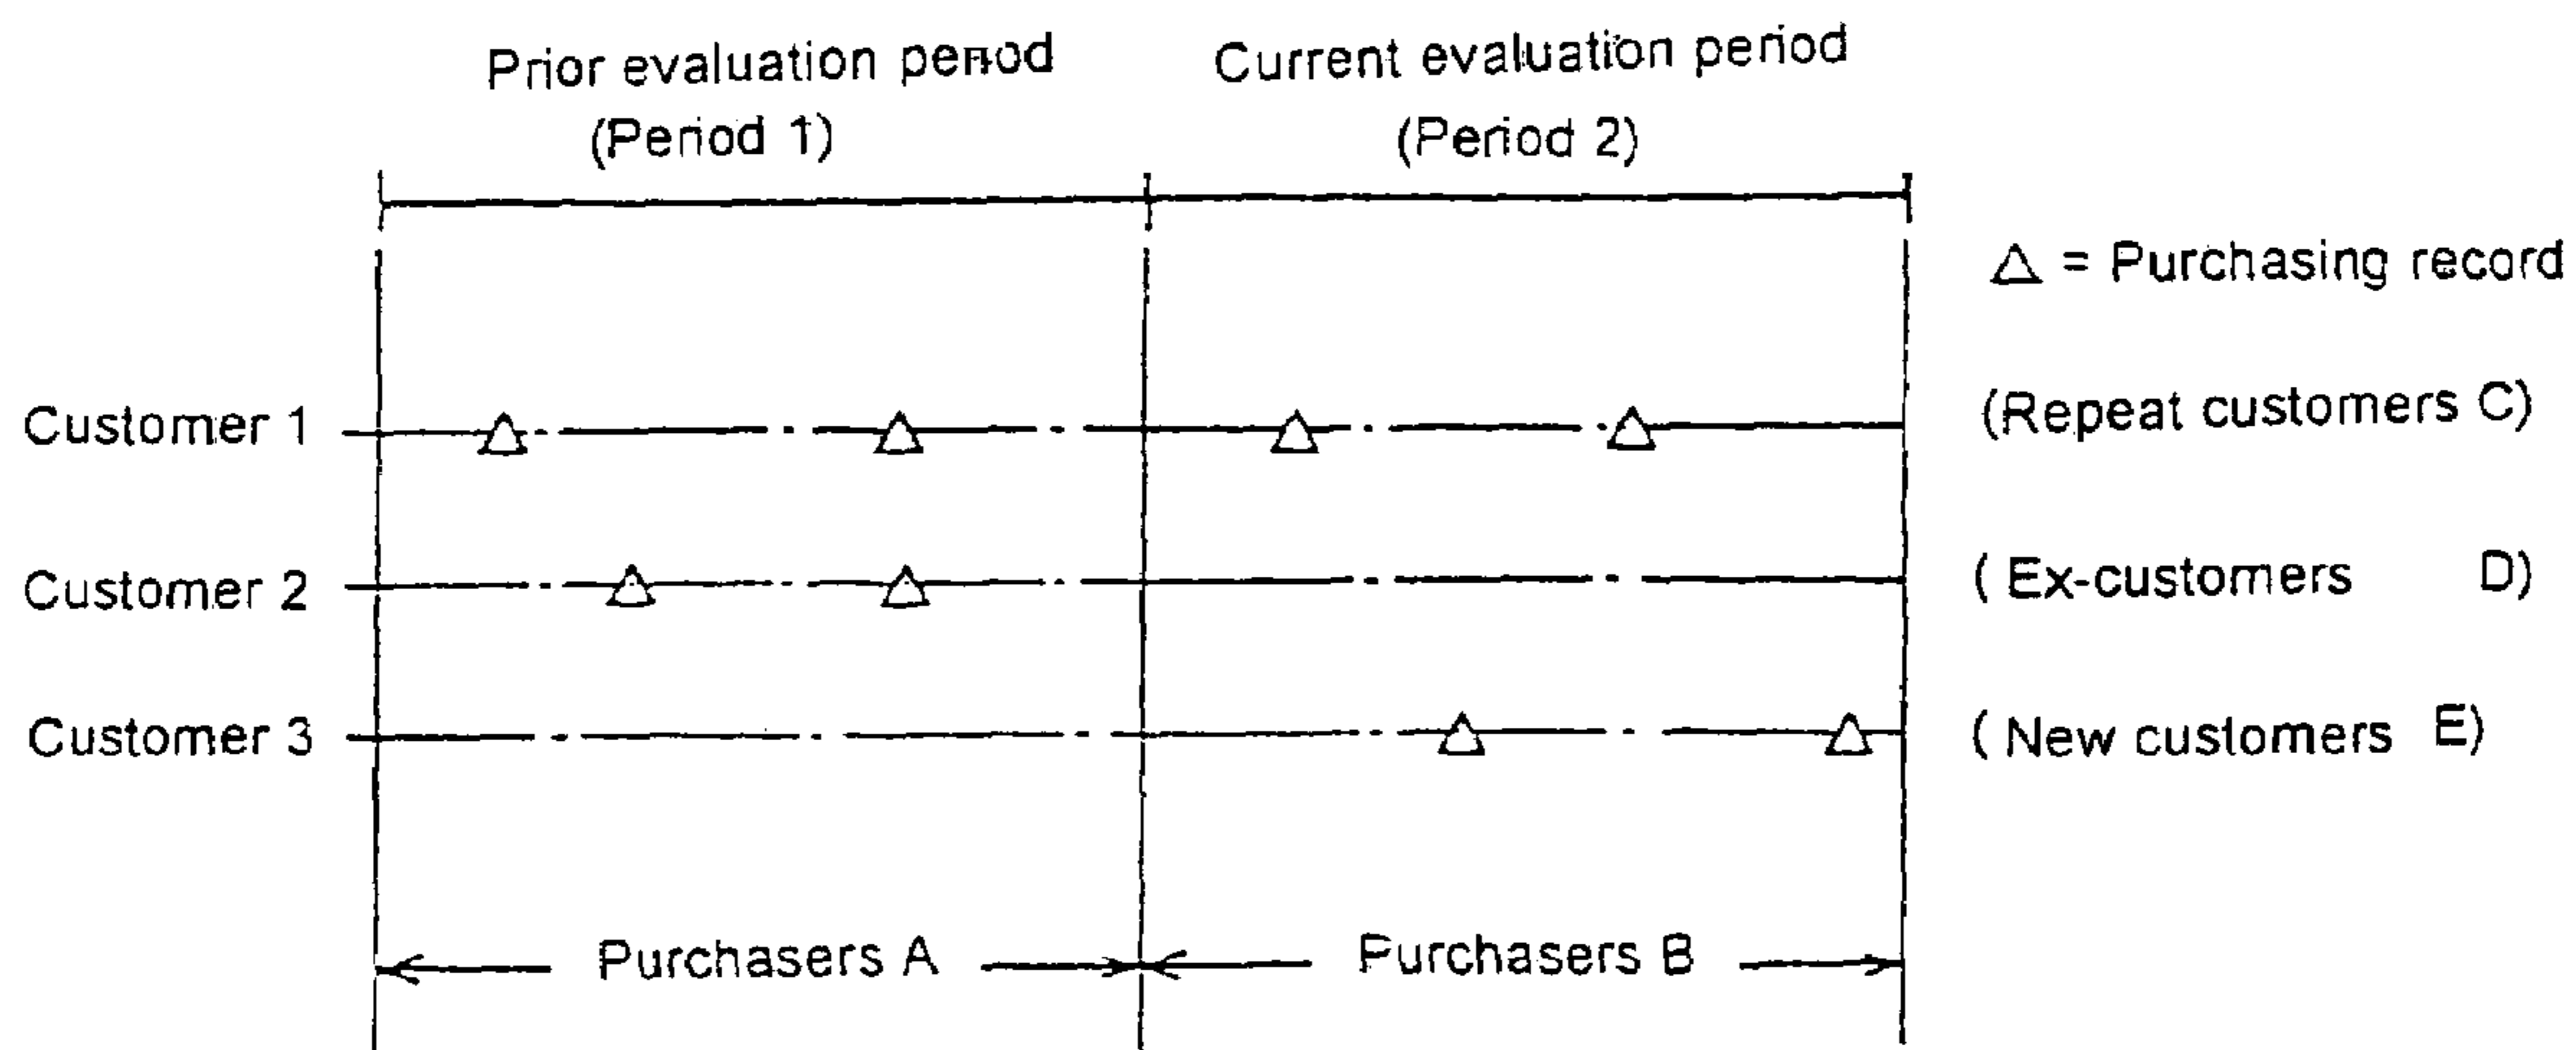 Prior evaluation period
(Period 1)
Current evaluation period
(Period 2)
△ = Purchasing record
Customer 1
(Repeat customers C)
Customer 2
( Ex-customers D)
Customer 3
( New customers E)
Purchasers A
Purchasers B